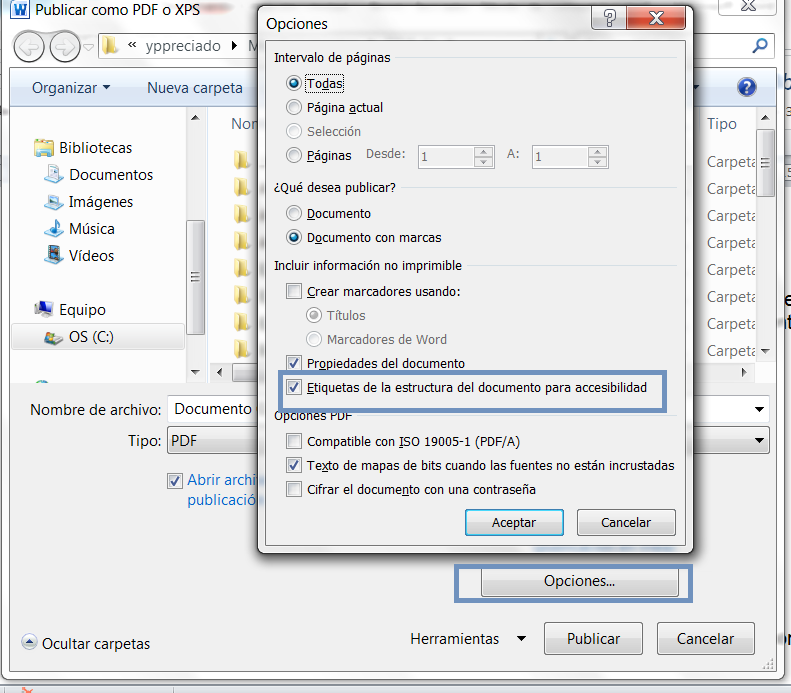 Publicar como PDF o XPS
« yppreciado
Organizar
Nueva carpeta
Bibliotecas
Documentos
Imágenes
Música
Vídeos
Equipo
OS (C:)
Tipo
Carpeta
Carpeta
Carpeta
Carpeta
Carpeta
Carpeta
Carpeta
Carpeta
Opciones
Intervalo de páginas
Todas
Página actual
Selección
Páginas Desde: 1 A: 1
¿Qué desea publicar?
Documento
Documento con marcas
Incluir información no imprimible
Crear marcadores usando:
Títulos
Marcadores de Word
Propiedades del documento
Etiquetas de la estructura del documento para accesibilidad
Opciones PDF
Compatible con ISO 19005-1 (PDF/A)
Texto de mapas de bits cuando las fuentes no están incrustadas
Cifrar el documento con una contraseña
Aceptar Cancelar
Nombre de archivo: Documento
Tipo: PDF
Abrir archi
publicació
Opciones...
Ocultar carpetas
Herramientas Publicar Cancelar